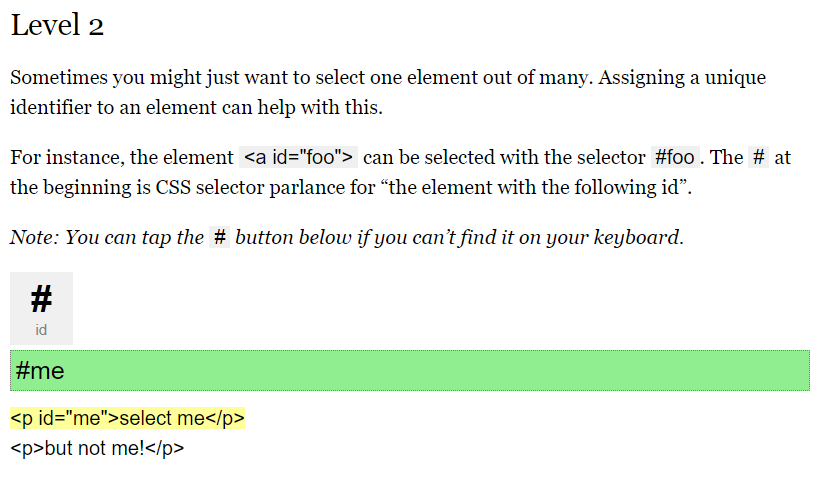 Level 2
Sometimes you might just want to select one element out of many. Assigning a unique
identifier to an element can help with this.
For instance, the element <a id="foo"> can be selected with the selector #foo . The # at
the beginning is CSS selector parlance for “the element with the following id”.
Note: You can tap the # button below if you can’t find it on your keyboard.
#
id
#me
<p id="me">select me</p>
<p>but not me!</p>